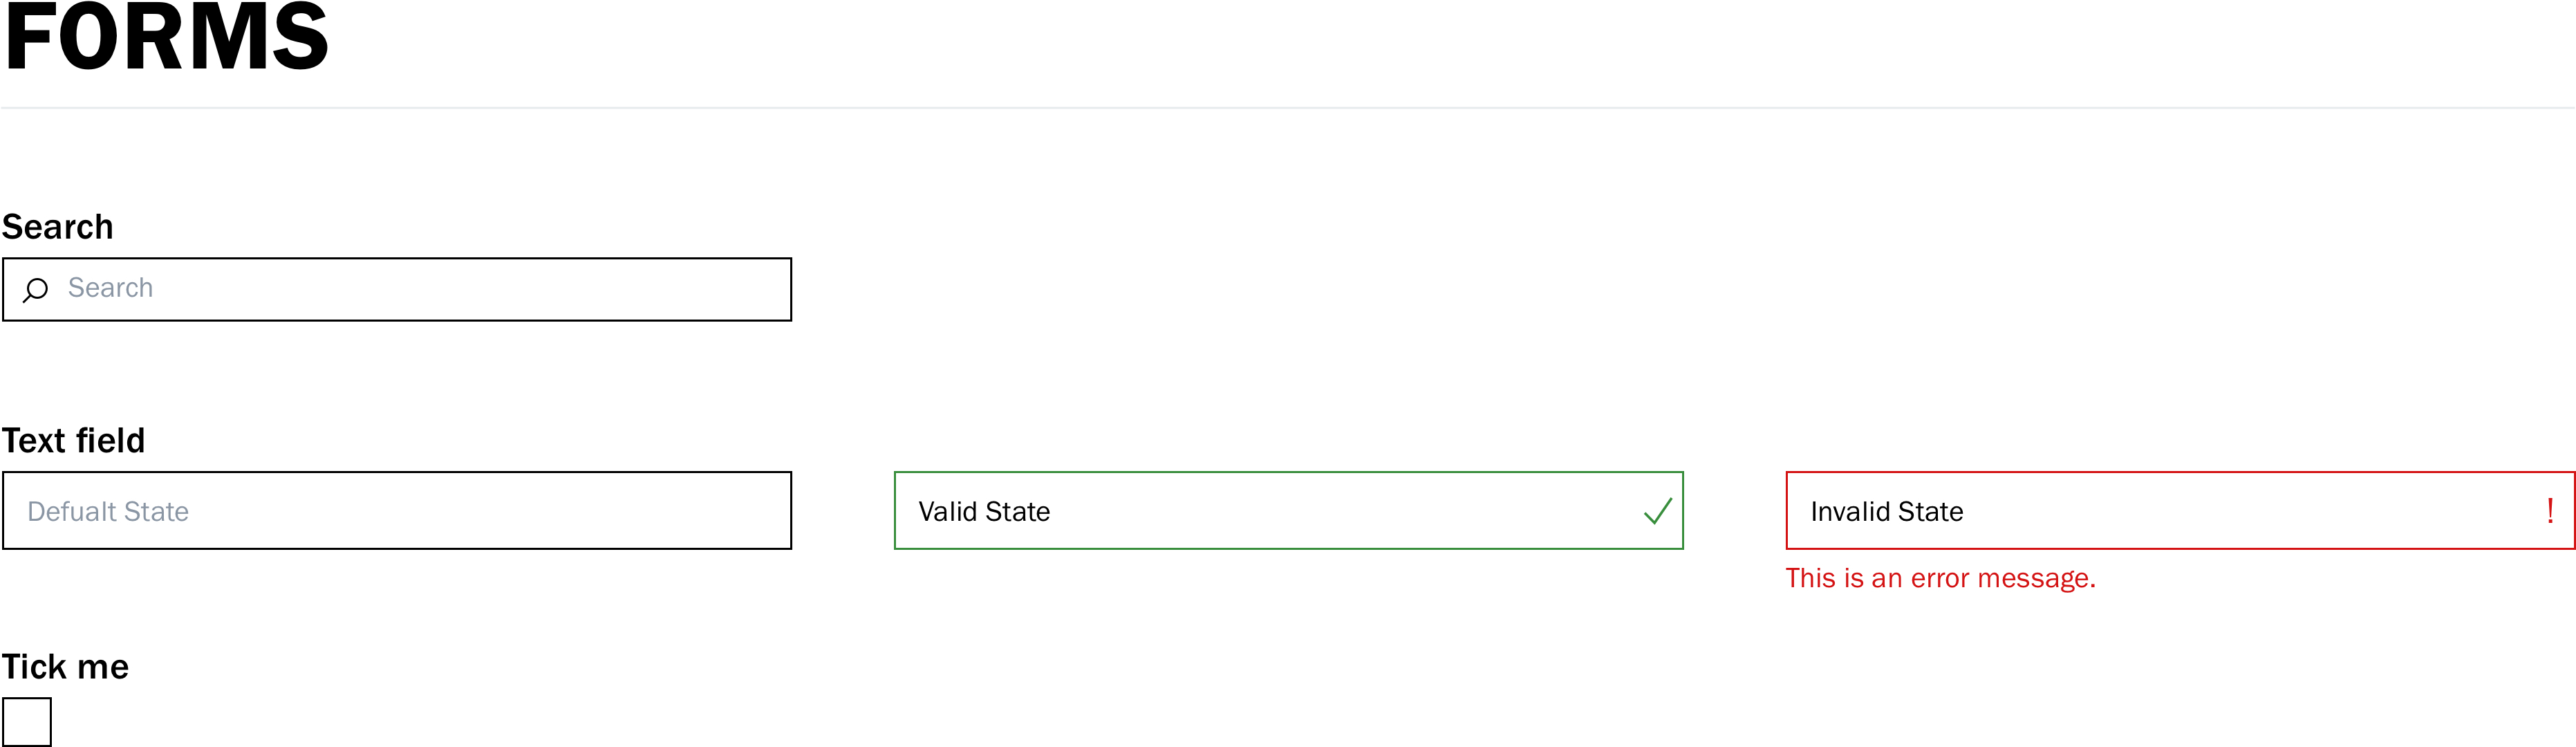 FORMS
Search
Search
Text field
Defualt State
Valid State
Invalid State
!
This is an error message.
Tick me